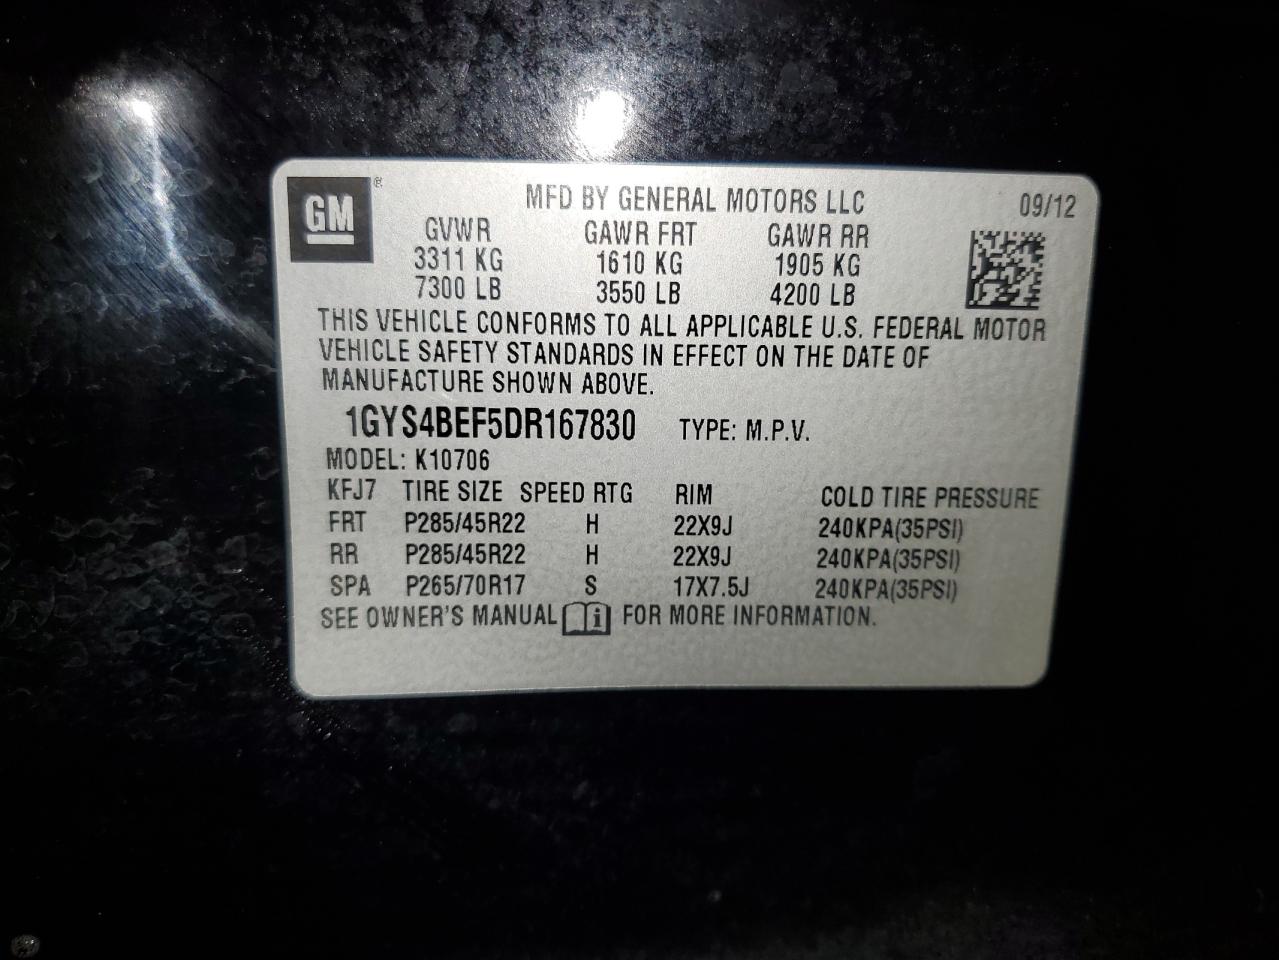 GM ® MFD BY GENERAL MOTORS LLC 09/12
GVWR GAWR FRT GAWR RR
3311 KG 1610 KG 1905 KG
7300 LB 3550 LB 4200 LB
THIS VEHICLE CONFORMS TO ALL APPLICABLE U.S. FEDERAL MOTOR
VEHICLE SAFETY STANDARDS IN EFFECT ON THE DATE OF
MANUFACTURE SHOWN ABOVE.
1GYS4BEF5DR167830 TYPE: M.P.V.
MODEL: K10706
KFJ7 TIRE SIZE SPEED RTG RIM COLD TIRE PRESSURE
FRT P285/45R22 H 22X9J 240KPA(35PSI)
RR P285/45R22 H 22X9J 240KPA(35PSI)
SPA P265/70R17 S 17X7.5J 240KPA(35PSI)
SEE OWNER'S MANUAL i FOR MORE INFORMATION.